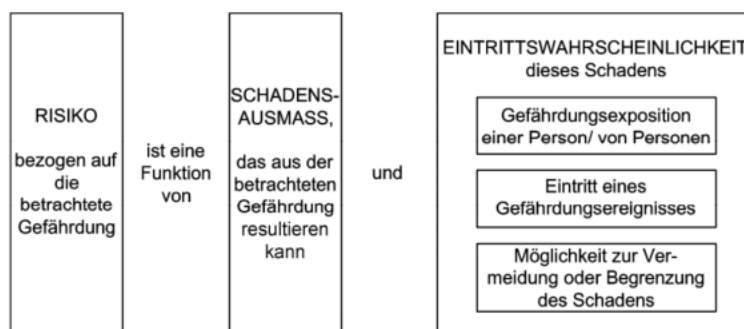 RISIKO
bezogen auf
die
betrachtete
Gefährdung
ist eine
Funktion
von
SCHADENS-
AUSMASS,
das aus der
betrachteten
Gefährdung
resultieren
kann
und
EINTRITTSWAHRSCHEINLICHKEIT
dieses Schadens
Gefährdungsexposition
einer Person/ von Personen
Eintritt eines
Gefährdungsereignisses
Möglichkeit zur Ver-
meidung oder Begrenzung
des Schadens